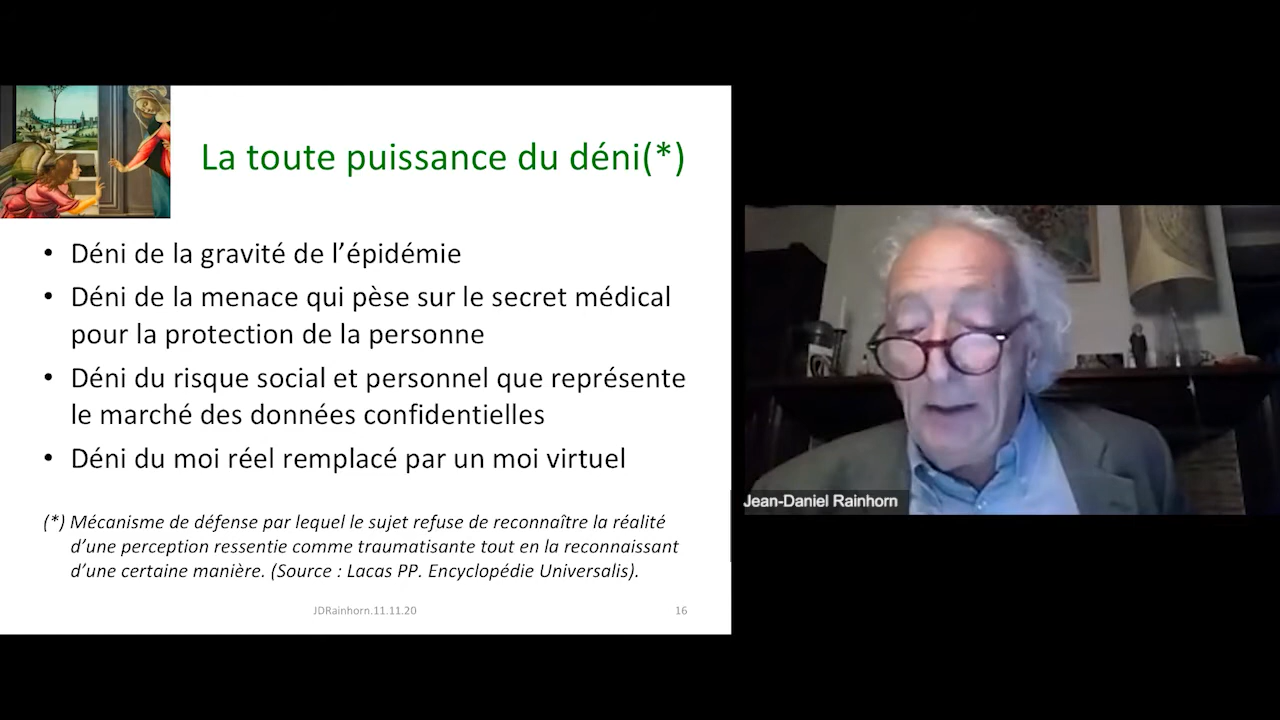 La toute puissance du déni(*)
• Déni de la gravité de l’épidémie
• Déni de la menace qui pèse sur le secret médical
pour la protection de la personne
• Déni du risque social et personnel que représente
le marché des données confidentielles
• Déni du moi réel remplacé par un moi virtuel
(*) Mécanisme de défense par lequel le sujet refuse de reconnaître la réalité
d’une perception ressentie comme traumatisante tout en la reconnaissant
d’une certaine manière. (Source : Lacas PP. Encyclopédie Universalis).
JDRainhorn.11.11.20
16
Jean-Daniel Rainhorn